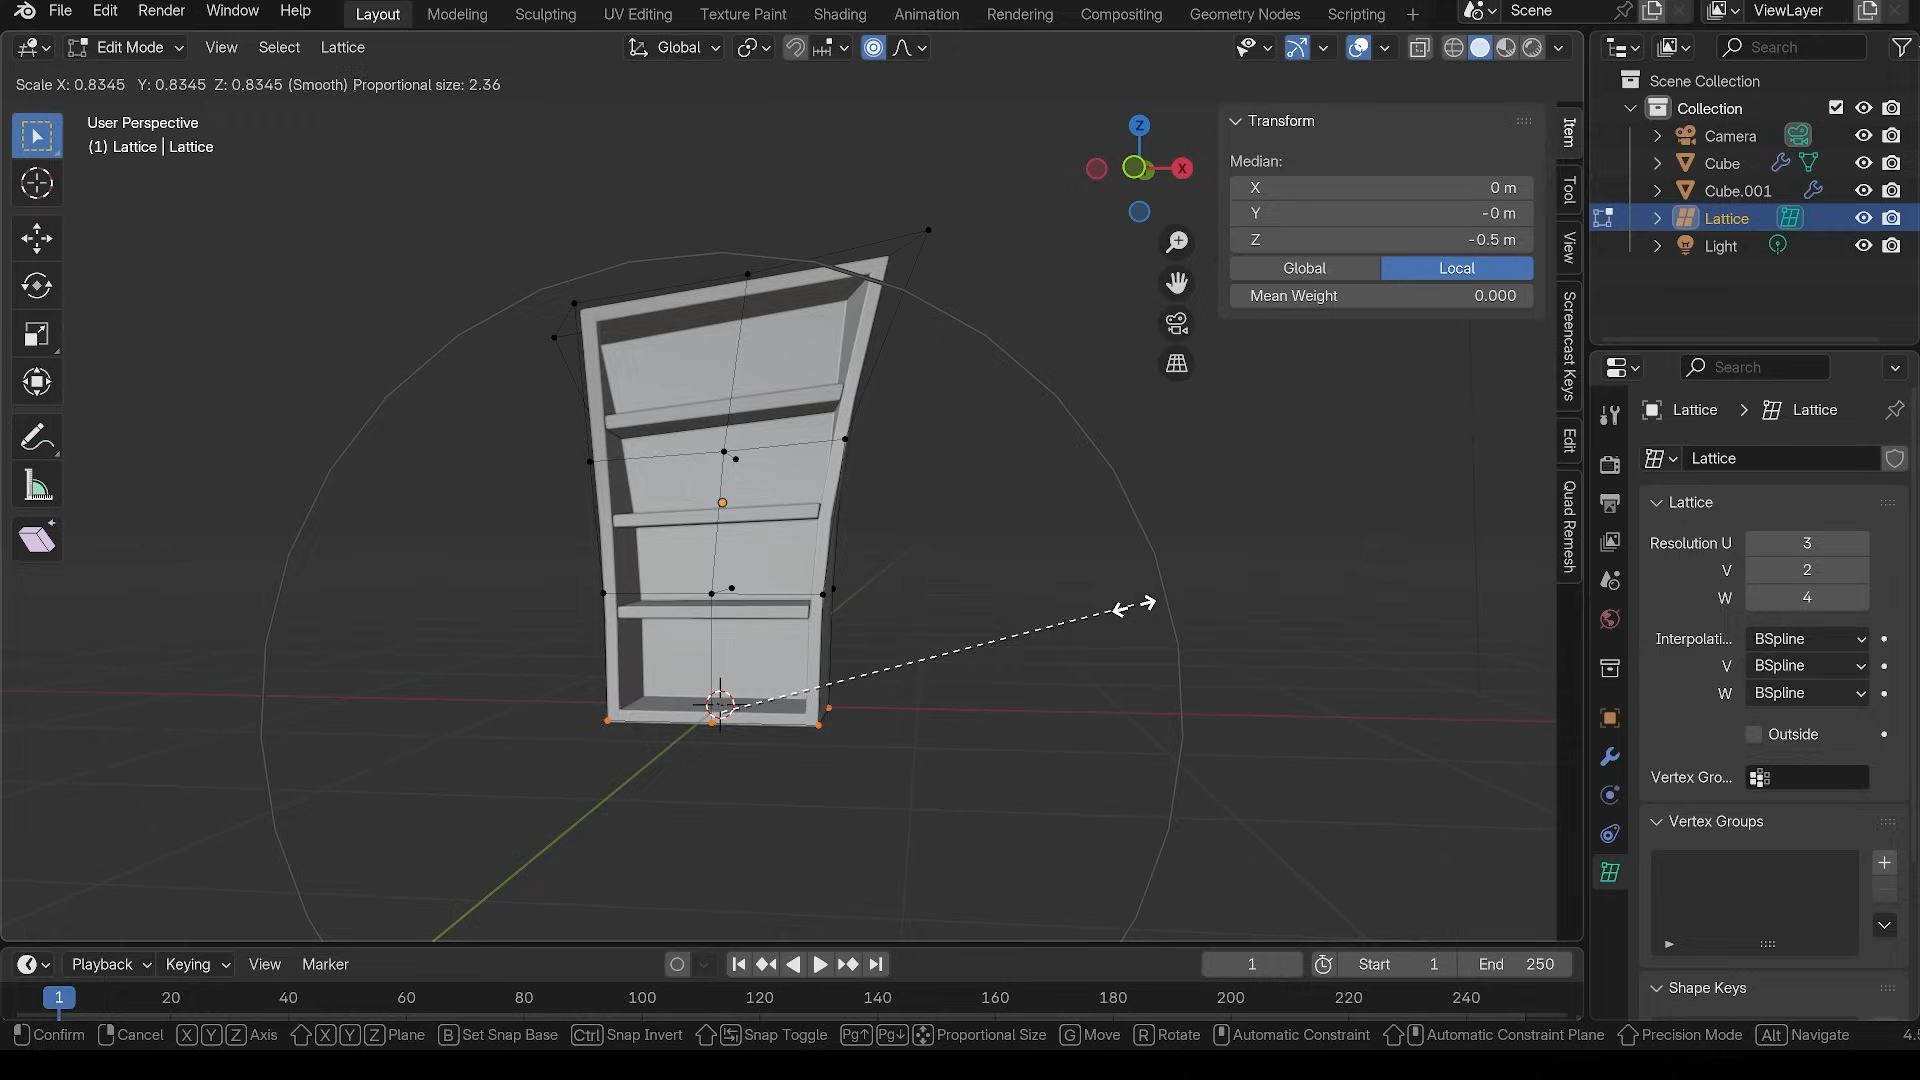 File Edit Render Window Help Layout Modeling Sculpting UV Editing Texture Paint Shading Animation Rendering Compositing Geometry Nodes Scripting Scene ViewLayer
Edit Mode View Select Lattice Global Search
Scale X: 0.8345 Y: 0.8345 Z: 0.8345 (Smooth) Proportional size: 2.36
User Perspective
(1) Lattice | Lattice
Z
X
Transform
Median:
X 0 m
Y -0 m
Z -0.5 m
Global Local
Mean Weight 0.000
Item
Tool
View
Screencast Keys
Edit
Quad Remesh
Scene Collection
Collection
Camera
Cube
Cube.001
Lattice
Light
Search
Lattice > Lattice
Lattice
Lattice
Resolution U 3
V 2
W 4
Interpolati... BSpline
V BSpline
W BSpline
Outside
Vertex Gro...
Vertex Groups
Shape Keys
Playback Keying View Marker 1 Start 1 End 250
1 20 40 60 80 100 120 140 160 180 200 220 240
Confirm Cancel X Y Z Axis X Y Z Plane B Set Snap Base Ctrl Snap Invert Snap Toggle Pg↑ Pg↓ Proportional Size G Move R Rotate Automatic Constraint Automatic Constraint Plane Precision Mode Alt Navigate